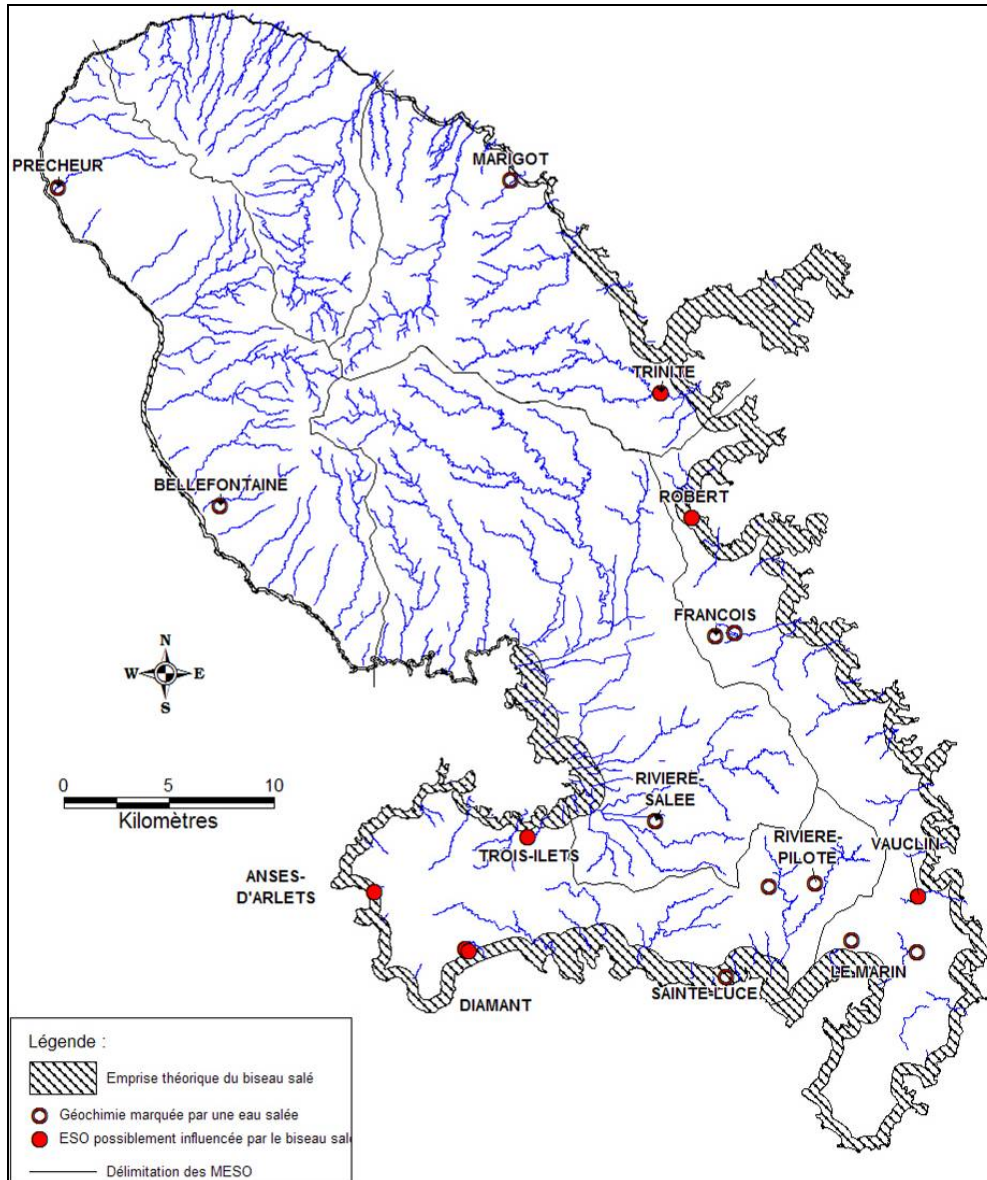 PRECHEUR
MARIGOT
TRINITE
BELLEFONTAINE
ROBERT
FRANCOIS
N
W E
S
0 5 10
Kilomètres
RIVIERE-
SALEE
RIVIERE-
PILOTE
VAUCLIN
TROIS-ILETS
ANSES-
D'ARLETS
LE MARIN
SAINTE-LUCE
DIAMANT
Légende :
Emprise théorique du biseau salé
Géochimie marquée par une eau salée
ESO possiblement influencée par le biseau salé
Délimitation des MESO